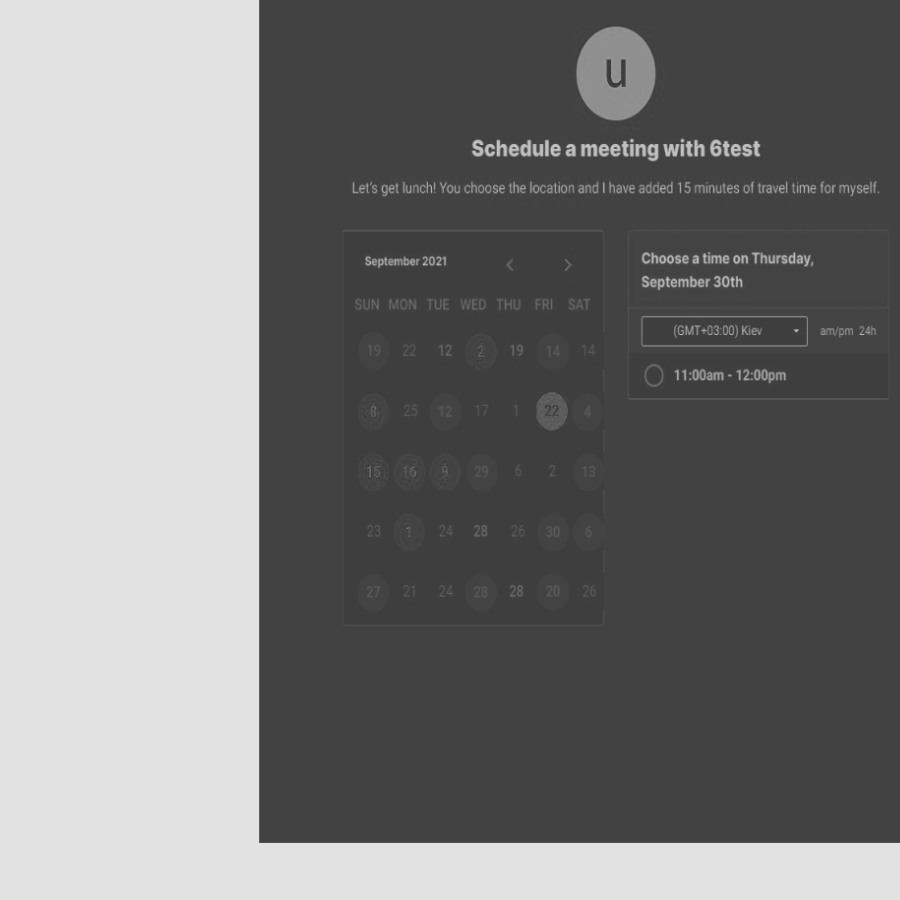 u
Schedule a meeting with 6test
Let's get lunch! You choose the location and I have added 15 minutes of travel time for myself.
September 2021
SUN MON TUE WED THU FRI SAT
19 22 12 2 19 14 14
8 25 12 17 1 22 4
15 16 9 29 6 2 13
23 1 24 28 26 30 6
27 21 24 28 28 20 26
Choose a time on Thursday,
September 30th
(GMT+03:00) Kiev am/pm 24h
11:00am - 12:00pm